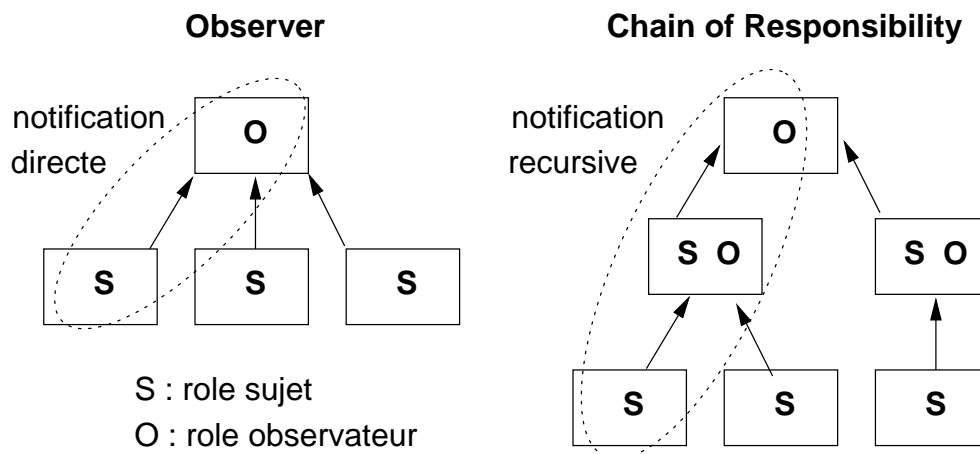 Observer
notification
directe
O
S
S
S
S : role sujet
O : role observateur
Chain of Responsibility
notification
recursive
O
S O
S O
S
S
S